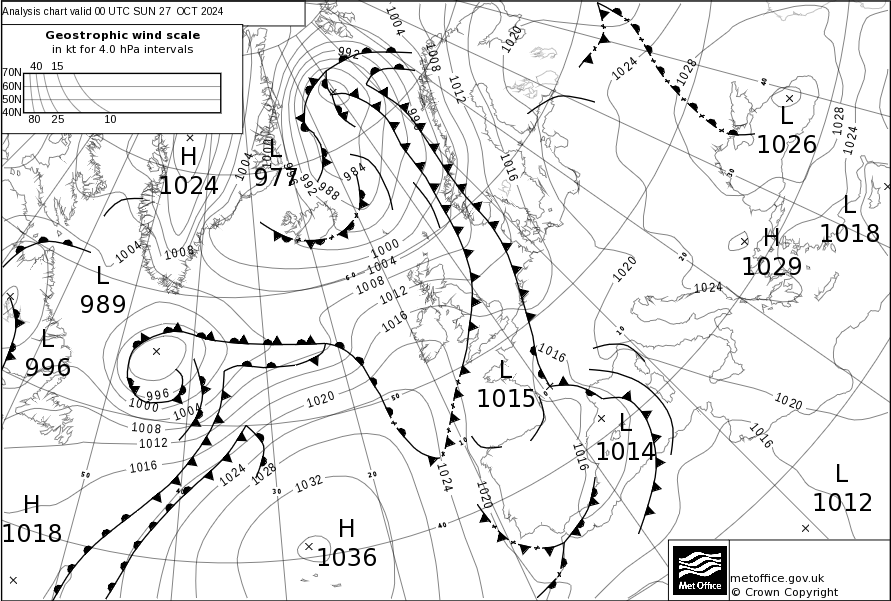 Analysis chart valid 00 UTC SUN 27 OCT 2024
Geostrophic wind scale
in kt for 4.0 hPa intervals
40 15
70N
60N
50N
40N
80 25 10
1004
992
1008
1012
1020
1024
1028
40
L
1026
1028
1024
H
1024
1004
L
977
992
988
984
1016
30
L
1018
H
1029
1004
1008
1000
1004
1008
1012
1016
60
1020
20
1024
L
989
L
996
10
1016
996
1000
1004
1008
1012
1016
1020
50
L
1015
10
L
1014
1020
1016
1016
50
40
30
20
10
1024
1028
1032
1024
1020
40
L
1012
H
1018
H
1036
Met Office
metoffice.gov.uk
© Crown Copyright